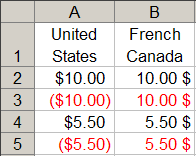 A B
1 United States French Canada
2 $10.00 10.00 $
3 ($10.00) 10.00 $
4 $5.50 5.50 $
5 ($5.50) 5.50 $